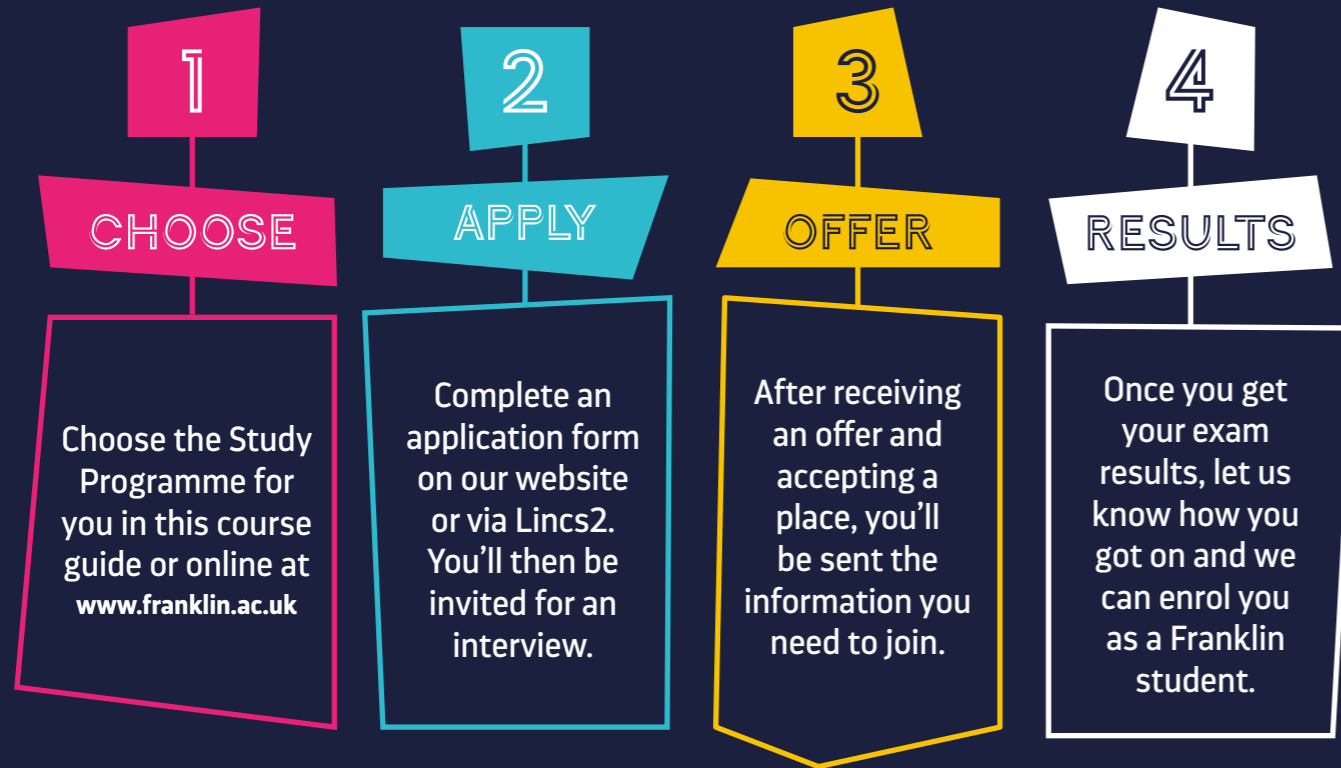 1
CHOOSE
Choose the Study
Programme for
you in this course
guide or online at
www.franklin.ac.uk
2
APPLY
Complete an
application form
on our website
or via Lincs2.
You'll then be
invited for an
interview.
3
OFFER
After receiving
an offer and
accepting a
place, you'll
be sent the
information you
need to join.
4
RESULTS
Once you get
your exam
results, let us
know how you
got on and we
can enrol you
as a Franklin
student.